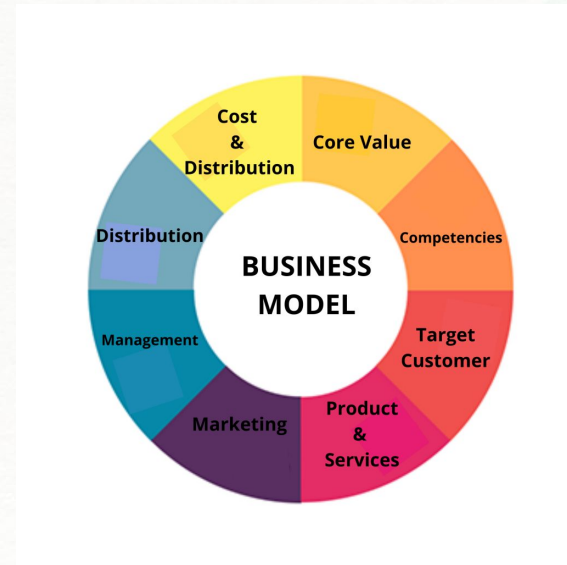 Cost
&
Distribution
Core Value
Distribution
Competencies
BUSINESS
MODEL
Management
Target
Customer
Marketing
Product
&
Services